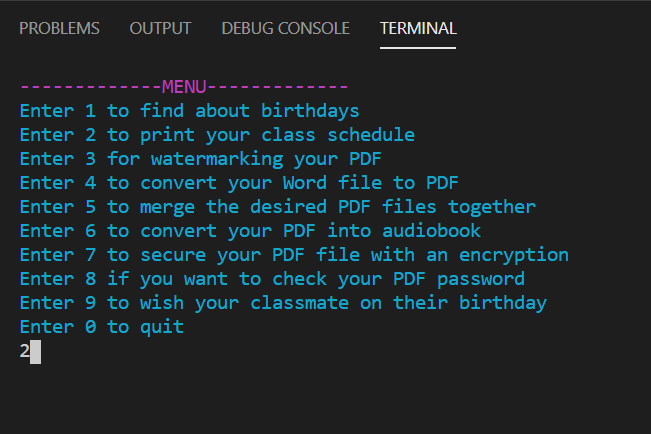 PROBLEMS OUTPUT DEBUG CONSOLE TERMINAL
-------------MENU-------------
Enter 1 to find about birthdays
Enter 2 to print your class schedule
Enter 3 for watermarking your PDF
Enter 4 to convert your Word file to PDF
Enter 5 to merge the desired PDF files together
Enter 6 to convert your PDF into audiobook
Enter 7 to secure your PDF file with an encryption
Enter 8 if you want to check your PDF password
Enter 9 to wish your classmate on their birthday
Enter 0 to quit
2